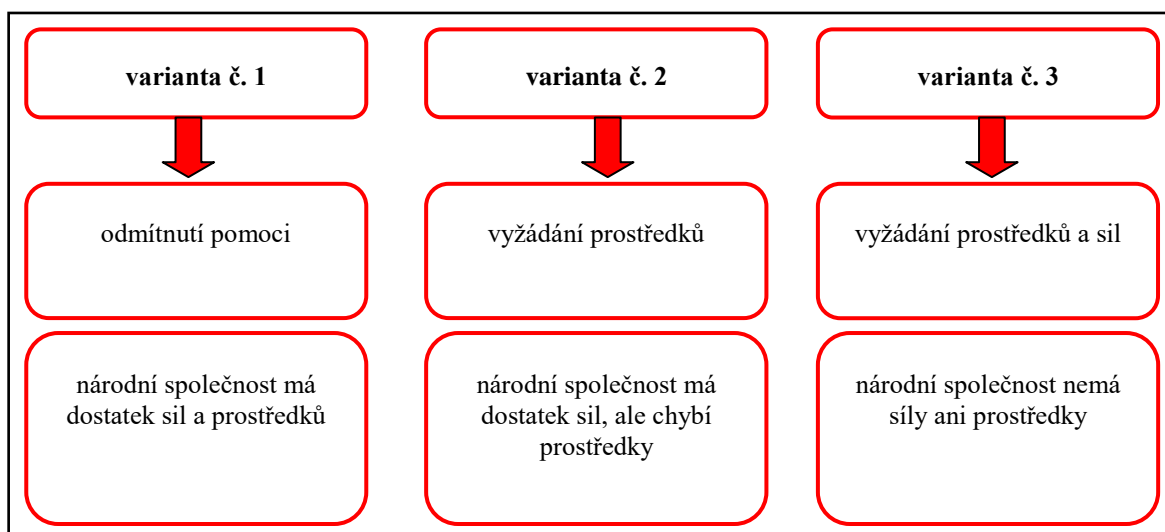 varianta č. 1
varianta č. 2
varianta č. 3
odmítnutí pomoci
vyžádání prostředků
vyžádání prostředků a sil
národní společnost má
dostatek sil a prostředků
národní společnost má
dostatek sil, ale chybí
prostředky
národní společnost nemá
síly ani prostředky